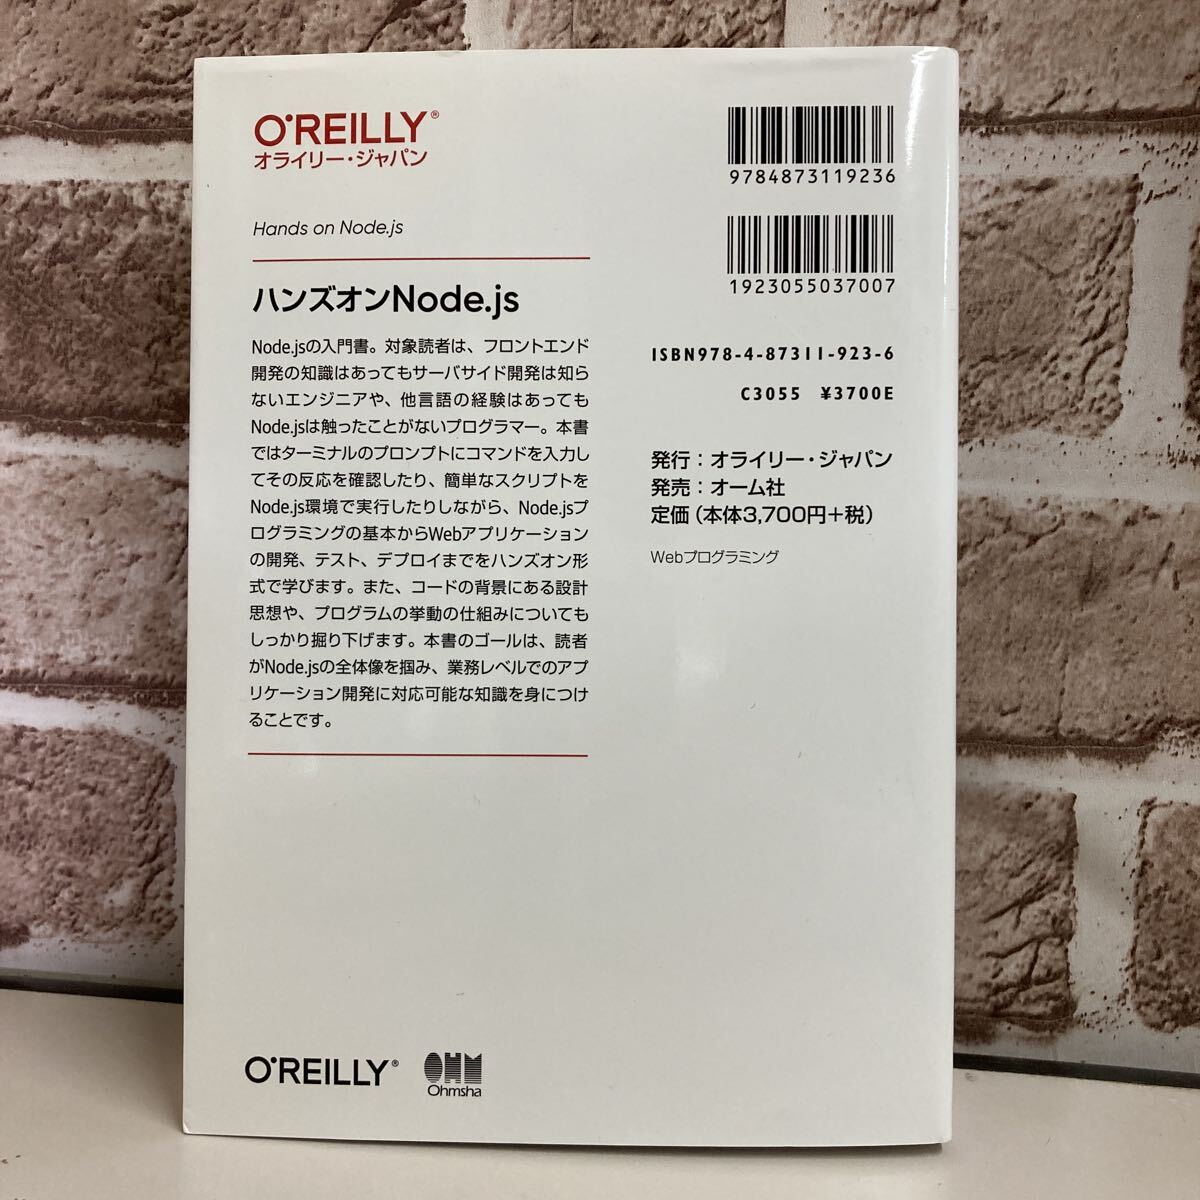 O'REILLY®
オライリー・ジャパン
Hands on Node.js
ハンズオンNode.js
Node.jsの入門書。対象読者は、フロントエンド
開発の知識はあってもサーバサイド開発は知ら
ないエンジニアや、他言語の経験はあっても
Node.jsは触ったことがないプログラマー。本書
ではターミナルのプロンプトにコマンドを入力し
てその反応を確認したり、簡単なスクリプトを
Node.js環境で実行したりしながら、Node.jsプ
ログラミングの基本からWebアプリケーション
の開発、テスト、デプロイまでをハンズオン形
式で学びます。また、コードの背景にある設計
思想や、プログラムの挙動の仕組みについても
しっかり掘り下げます。本書のゴールは、読者
がNode.jsの全体像を掴み、業務レベルでのアプ
リケーション開発に対応可能な知識を身につけ
ることです。
9784873119236
1923055037007
ISBN978-4-87311-923-6
C3055 ¥3700E
発行：オライリー・ジャパン
発売：オーム社
定価（本体3,700円＋税）
Webプログラミング
O'REILLY®
OHM
Ohmsha